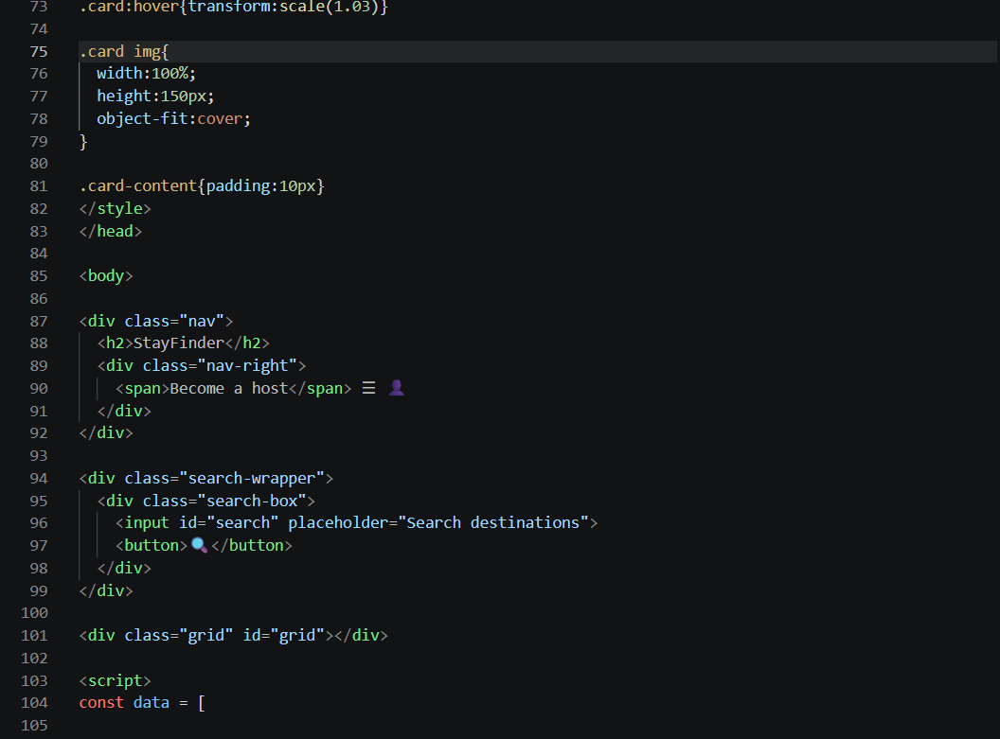 73 .card:hover{transform:scale(1.03)}
74
75 .card img{
76 width:100%;
77 height:150px;
78 object-fit:cover;
79 }
80
81 .card-content{padding:10px}
82 </style>
83 </head>
84
85 <body>
86
87 <div class="nav">
88 <h2>StayFinder</h2>
89 <div class="nav-right">
90 <span>Become a host</span> ☰ 👤
91 </div>
92 </div>
93
94 <div class="search-wrapper">
95 <div class="search-box">
96 <input id="search" placeholder="Search destinations">
97 <button>🔍</button>
98 </div>
99 </div>
100
101 <div class="grid" id="grid"></div>
102
103 <script>
104 const data = [
105